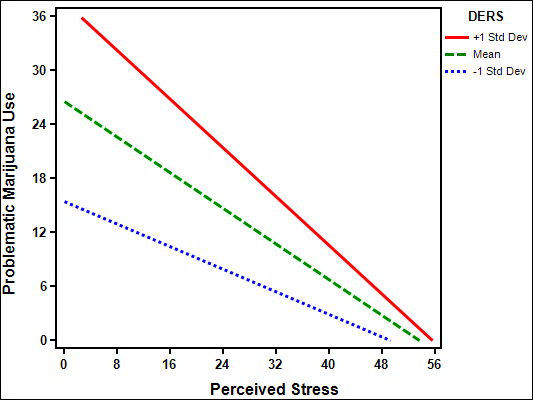 DERS
+1 Std Dev
Mean
-1 Std Dev
Problematic Marijuana Use
36
30
24
18
12
6
0
0 8 16 24 32 40 48 56
Perceived Stress